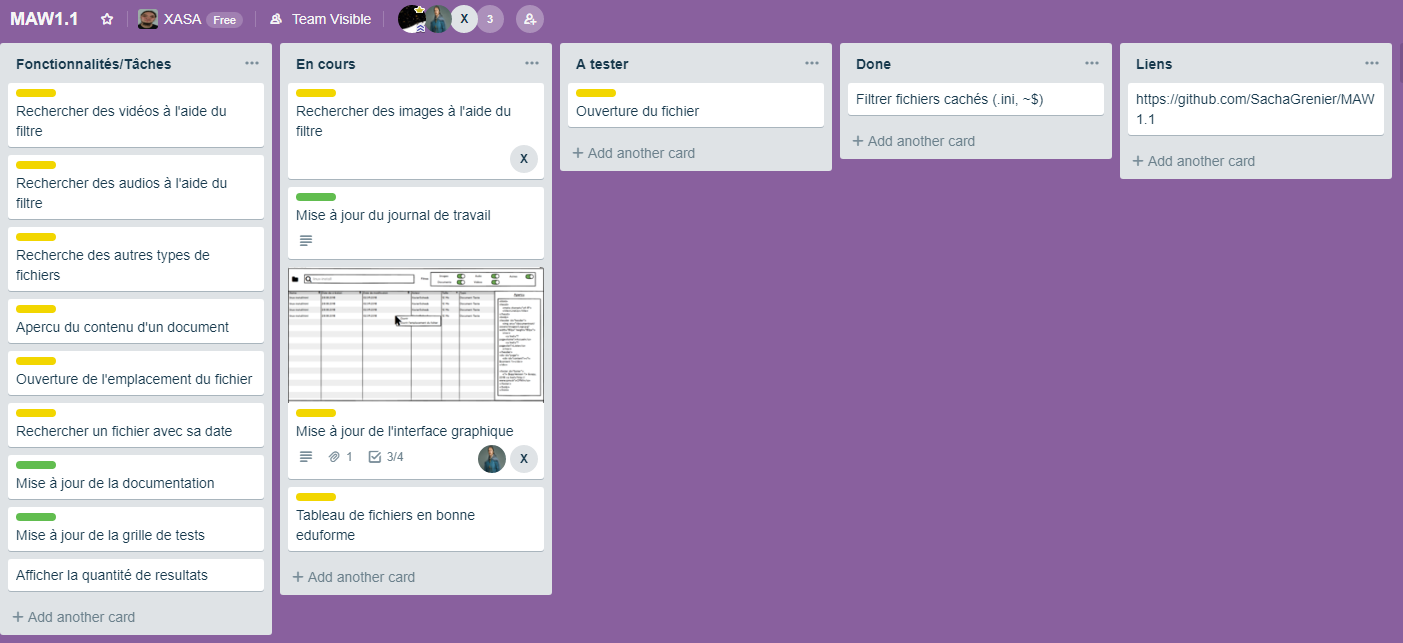 MAW1.1
XASA Free
Team Visible
X
3
Fonctionnalités/Tâches
Rechercher des vidéos à l'aide du
filtre
Rechercher des audios à l'aide du
filtre
Recherche des autres types de
fichiers
Apercu du contenu d'un document
Ouverture de l'emplacement du fichier
Rechercher un fichier avec sa date
Mise à jour de la documentation
Mise à jour de la grille de tests
Afficher la quantité de resultats
+ Add another card
En cours
Rechercher des images à l'aide du
filtre
X
Mise à jour du journal de travail
Mise à jour de l'interface graphique
1
3/4
X
Tableau de fichiers en bonne
eduforme
+ Add another card
A tester
Ouverture du fichier
+ Add another card
Done
Filtrer fichiers cachés (.ini, ~$)
+ Add another card
Liens
https://github.com/SachaGrenier/MAW
1.1
+ Add another card